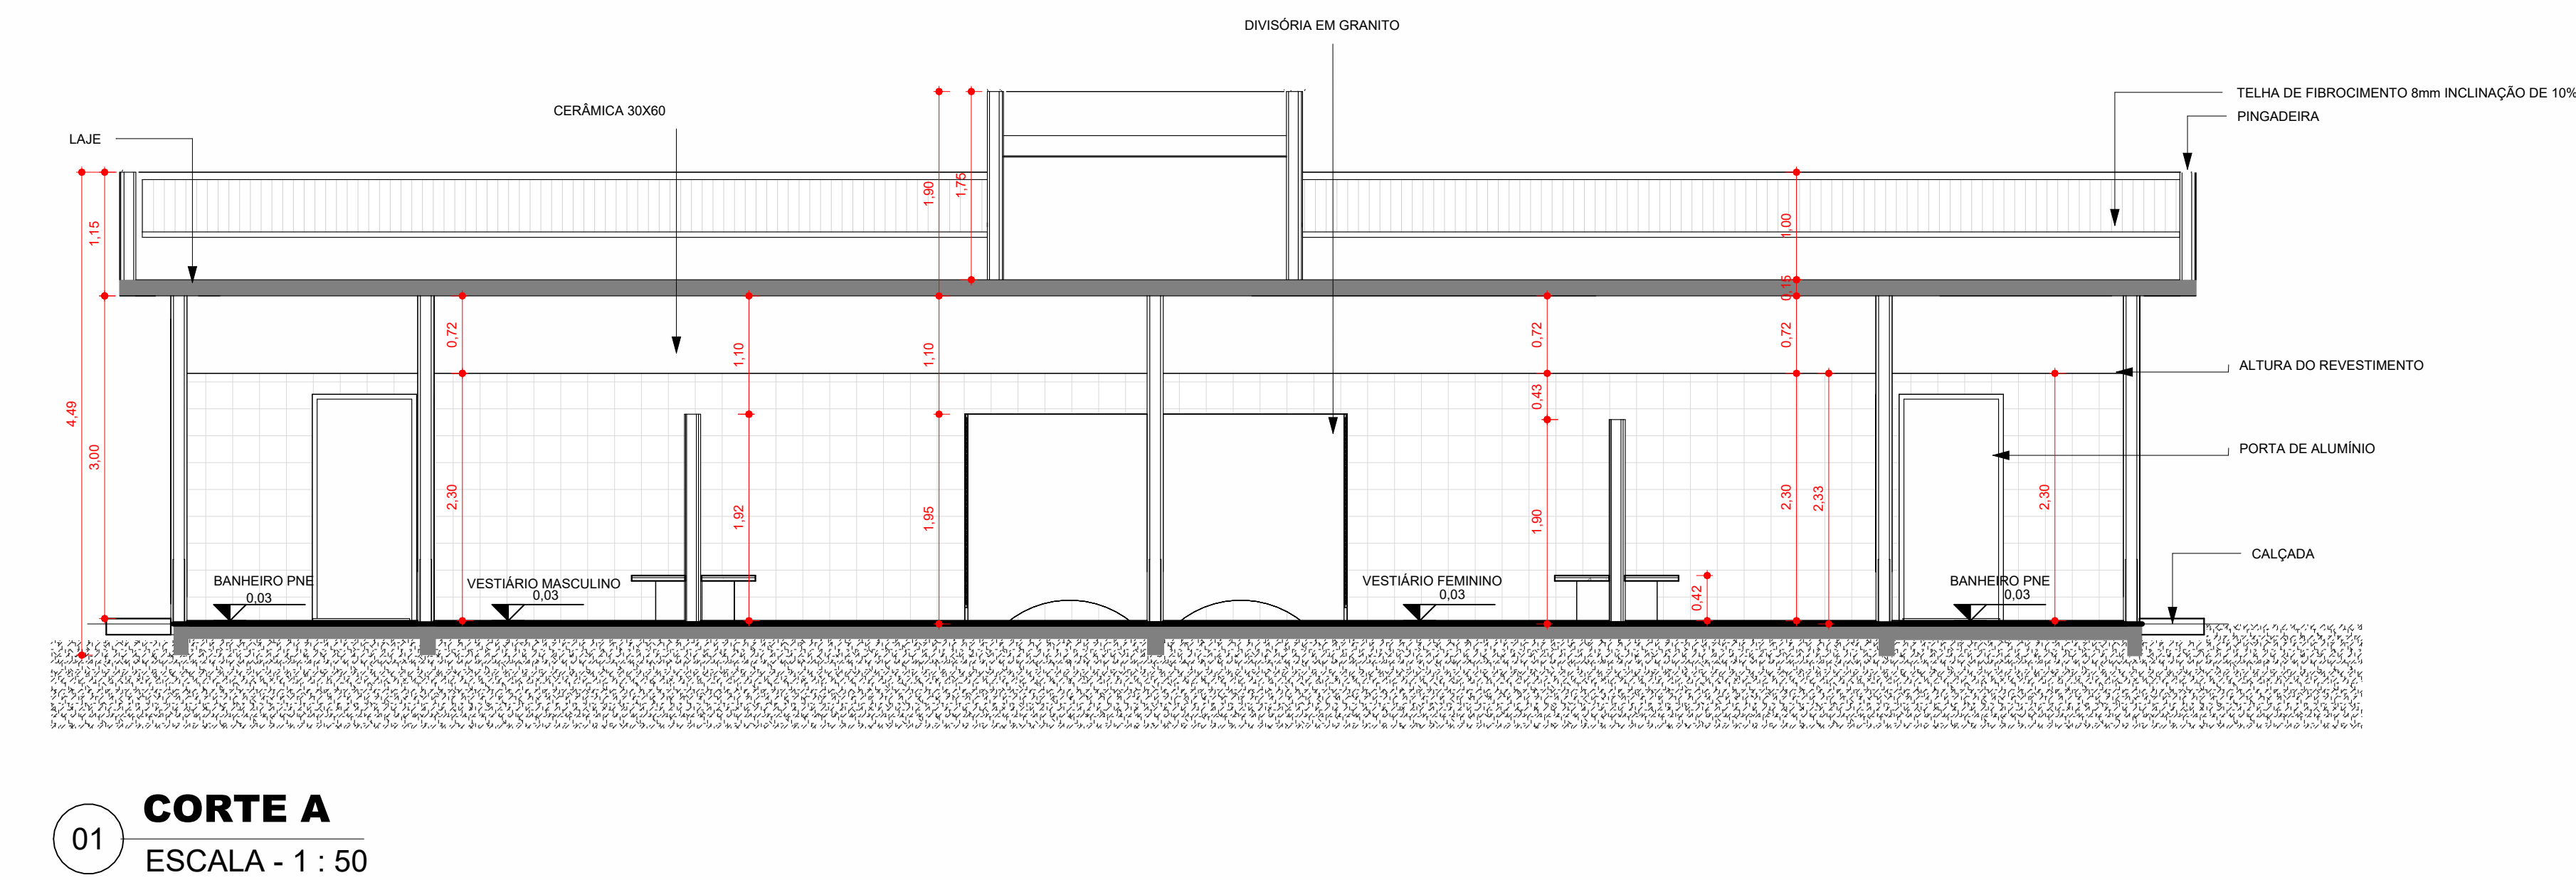 DIVISÓRIA EM GRANITO
TELHA DE FIBROCIMENTO 8mm INCLINAÇÃO DE 10%
CERÂMICA 30X60
PINGADEIRA
LAJE
1,90
1,75
1,15
1,00
0,15
0,72
1,10
1,10
0,72
0,72
ALTURA DO REVESTIMENTO
0,43
4,49
3,00
PORTA DE ALUMÍNIO
2,30
1,92
1,95
1,90
2,30
2,33
2,30
CALÇADA
BANHEIRO PNE
0,03
VESTIÁRIO MASCULINO
0,03
VESTIÁRIO FEMININO
0,03
0,42
BANHEIRO PNE
0,03
01
CORTE A
ESCALA - 1 : 50